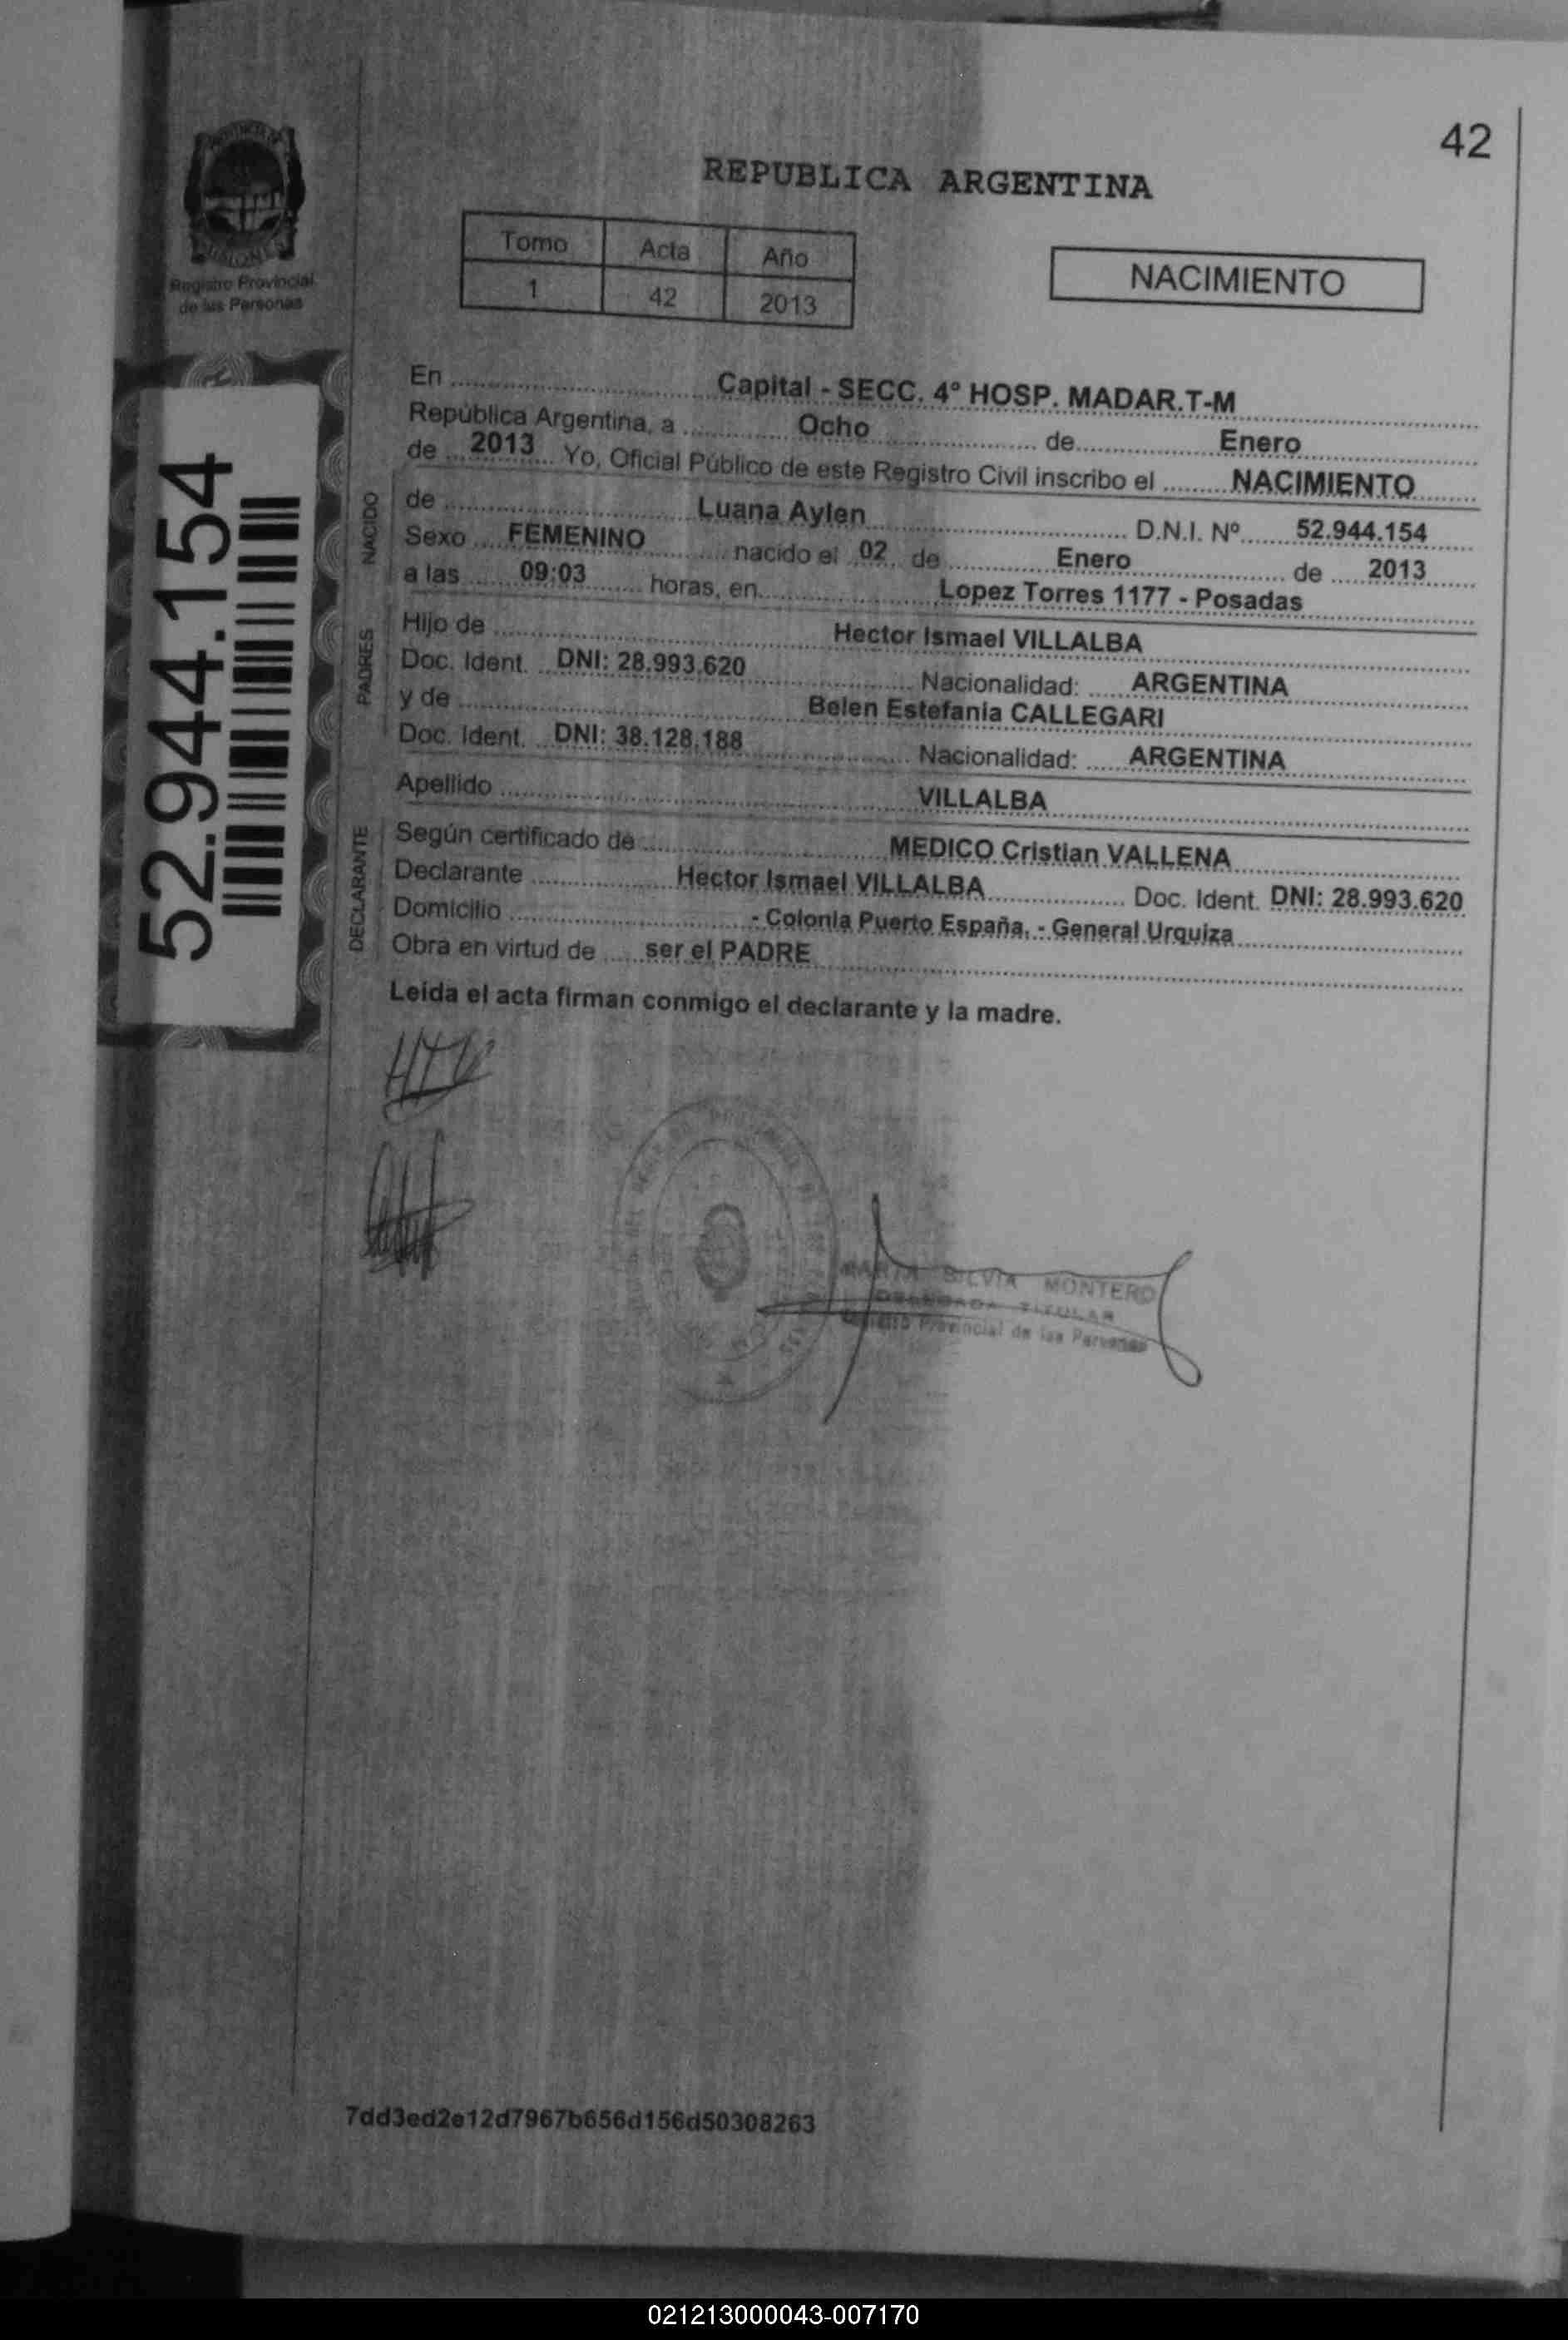 42
REPUBLICA ARGENTINA
Registro Provincial
de las Personas
Tomo Acta Año
1 42 2013
NACIMIENTO
52.944.154
En Capital - SECC. 4° HOSP. MADAR.T-M
República Argentina, a Ocho de Enero
de 2013 Yo, Oficial Público de este Registro Civil inscribo el NACIMIENTO
NACIDO
de Luana Aylen D.N.I. Nº 52.944.154
Sexo FEMENINO nacido el 02 de Enero de 2013
a las 09:03 horas, en Lopez Torres 1177 - Posadas
PADRES
Hijo de Hector Ismael VILLALBA
Doc. Ident. DNI: 28.993.620 Nacionalidad: ARGENTINA
y de Belen Estefania CALLEGARI
Doc. Ident. DNI: 38.128.188 Nacionalidad: ARGENTINA
Apellido VILLALBA
DECLARANTE
Según certificado de MEDICO Cristian VALLENA
Declarante Hector Ismael VILLALBA Doc. Ident. DNI: 28.993.620
Domicilio - Colonia Puerto España, - General Urquiza
Obra en virtud de ser el PADRE
Leída el acta firman conmigo el declarante y la madre.
SILVIA MONTERO
TITULAR
Provincial de las Personas
7dd3ed2e12d7967b656d156d50308263
021213000043-007170